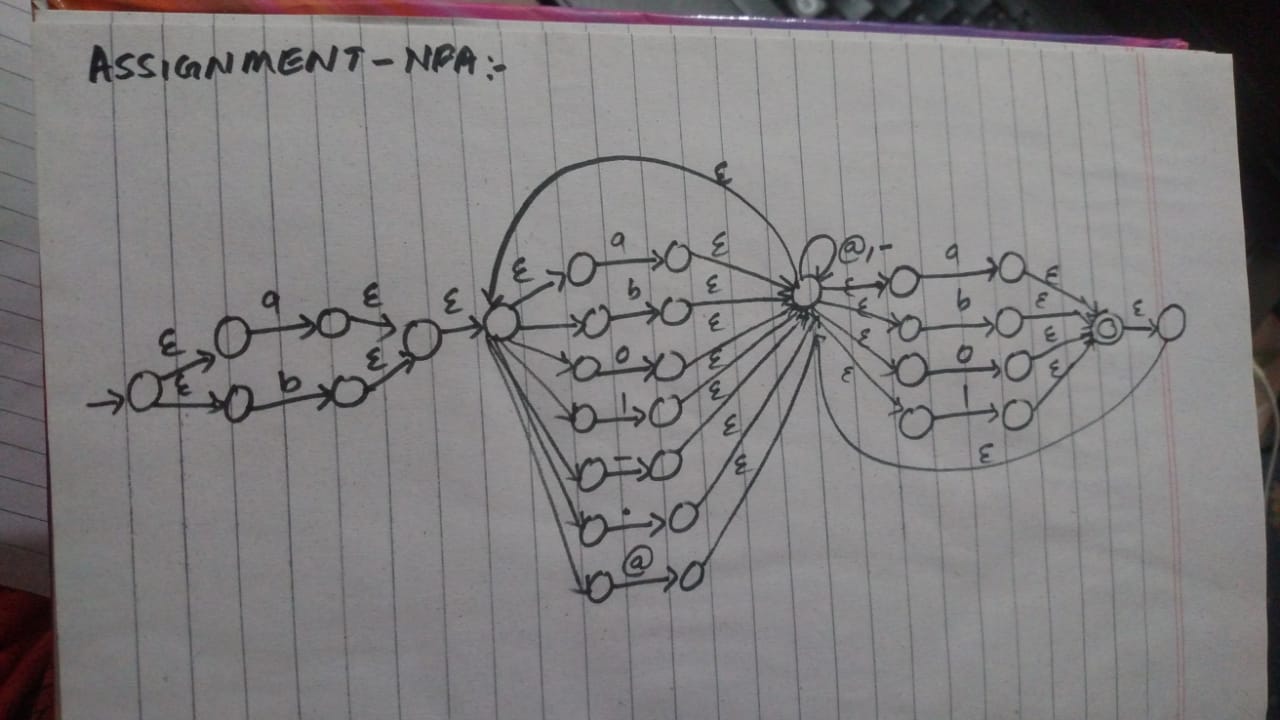 ASSIGNMENT-NFA:-
ε
ε a ε @,- a ε
a ε ε ε q ε
ε q ε ε q ε ε ε ε
ε 0 ε ε 0 ε
1 ε ε 1
- ε ε
. ε
@